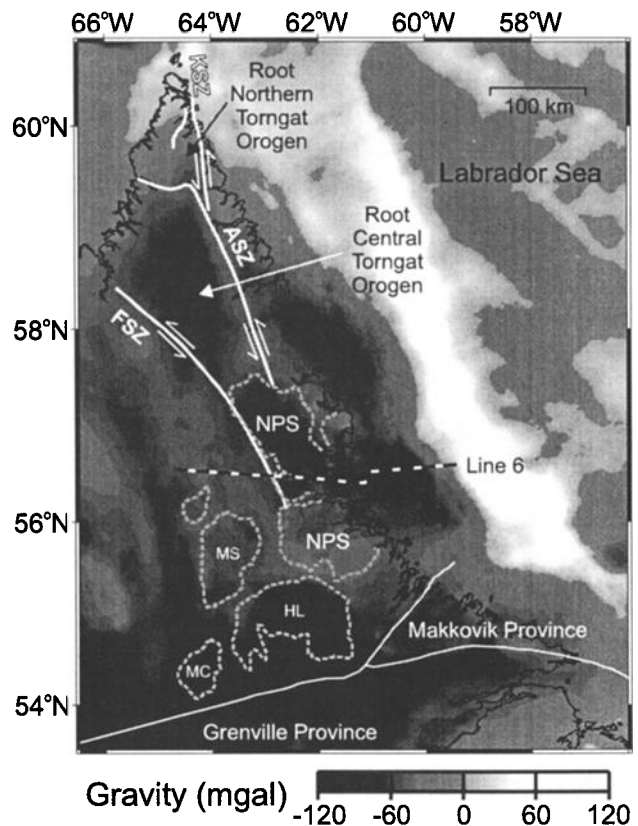 66°W 64°W 62°W 60°W 58°W
KSZ
Root
Northern
Torngat
Orogen
100 km
60°N
Labrador Sea
Root
Central
Torngat
Orogen
ASZ
58°N
FSZ
NPS
Line 6
56°N
NPS
MS
HL
Makkovik Province
MC
54°N
Grenville Province
Gravity (mgal)
-120 -60 0 60 120